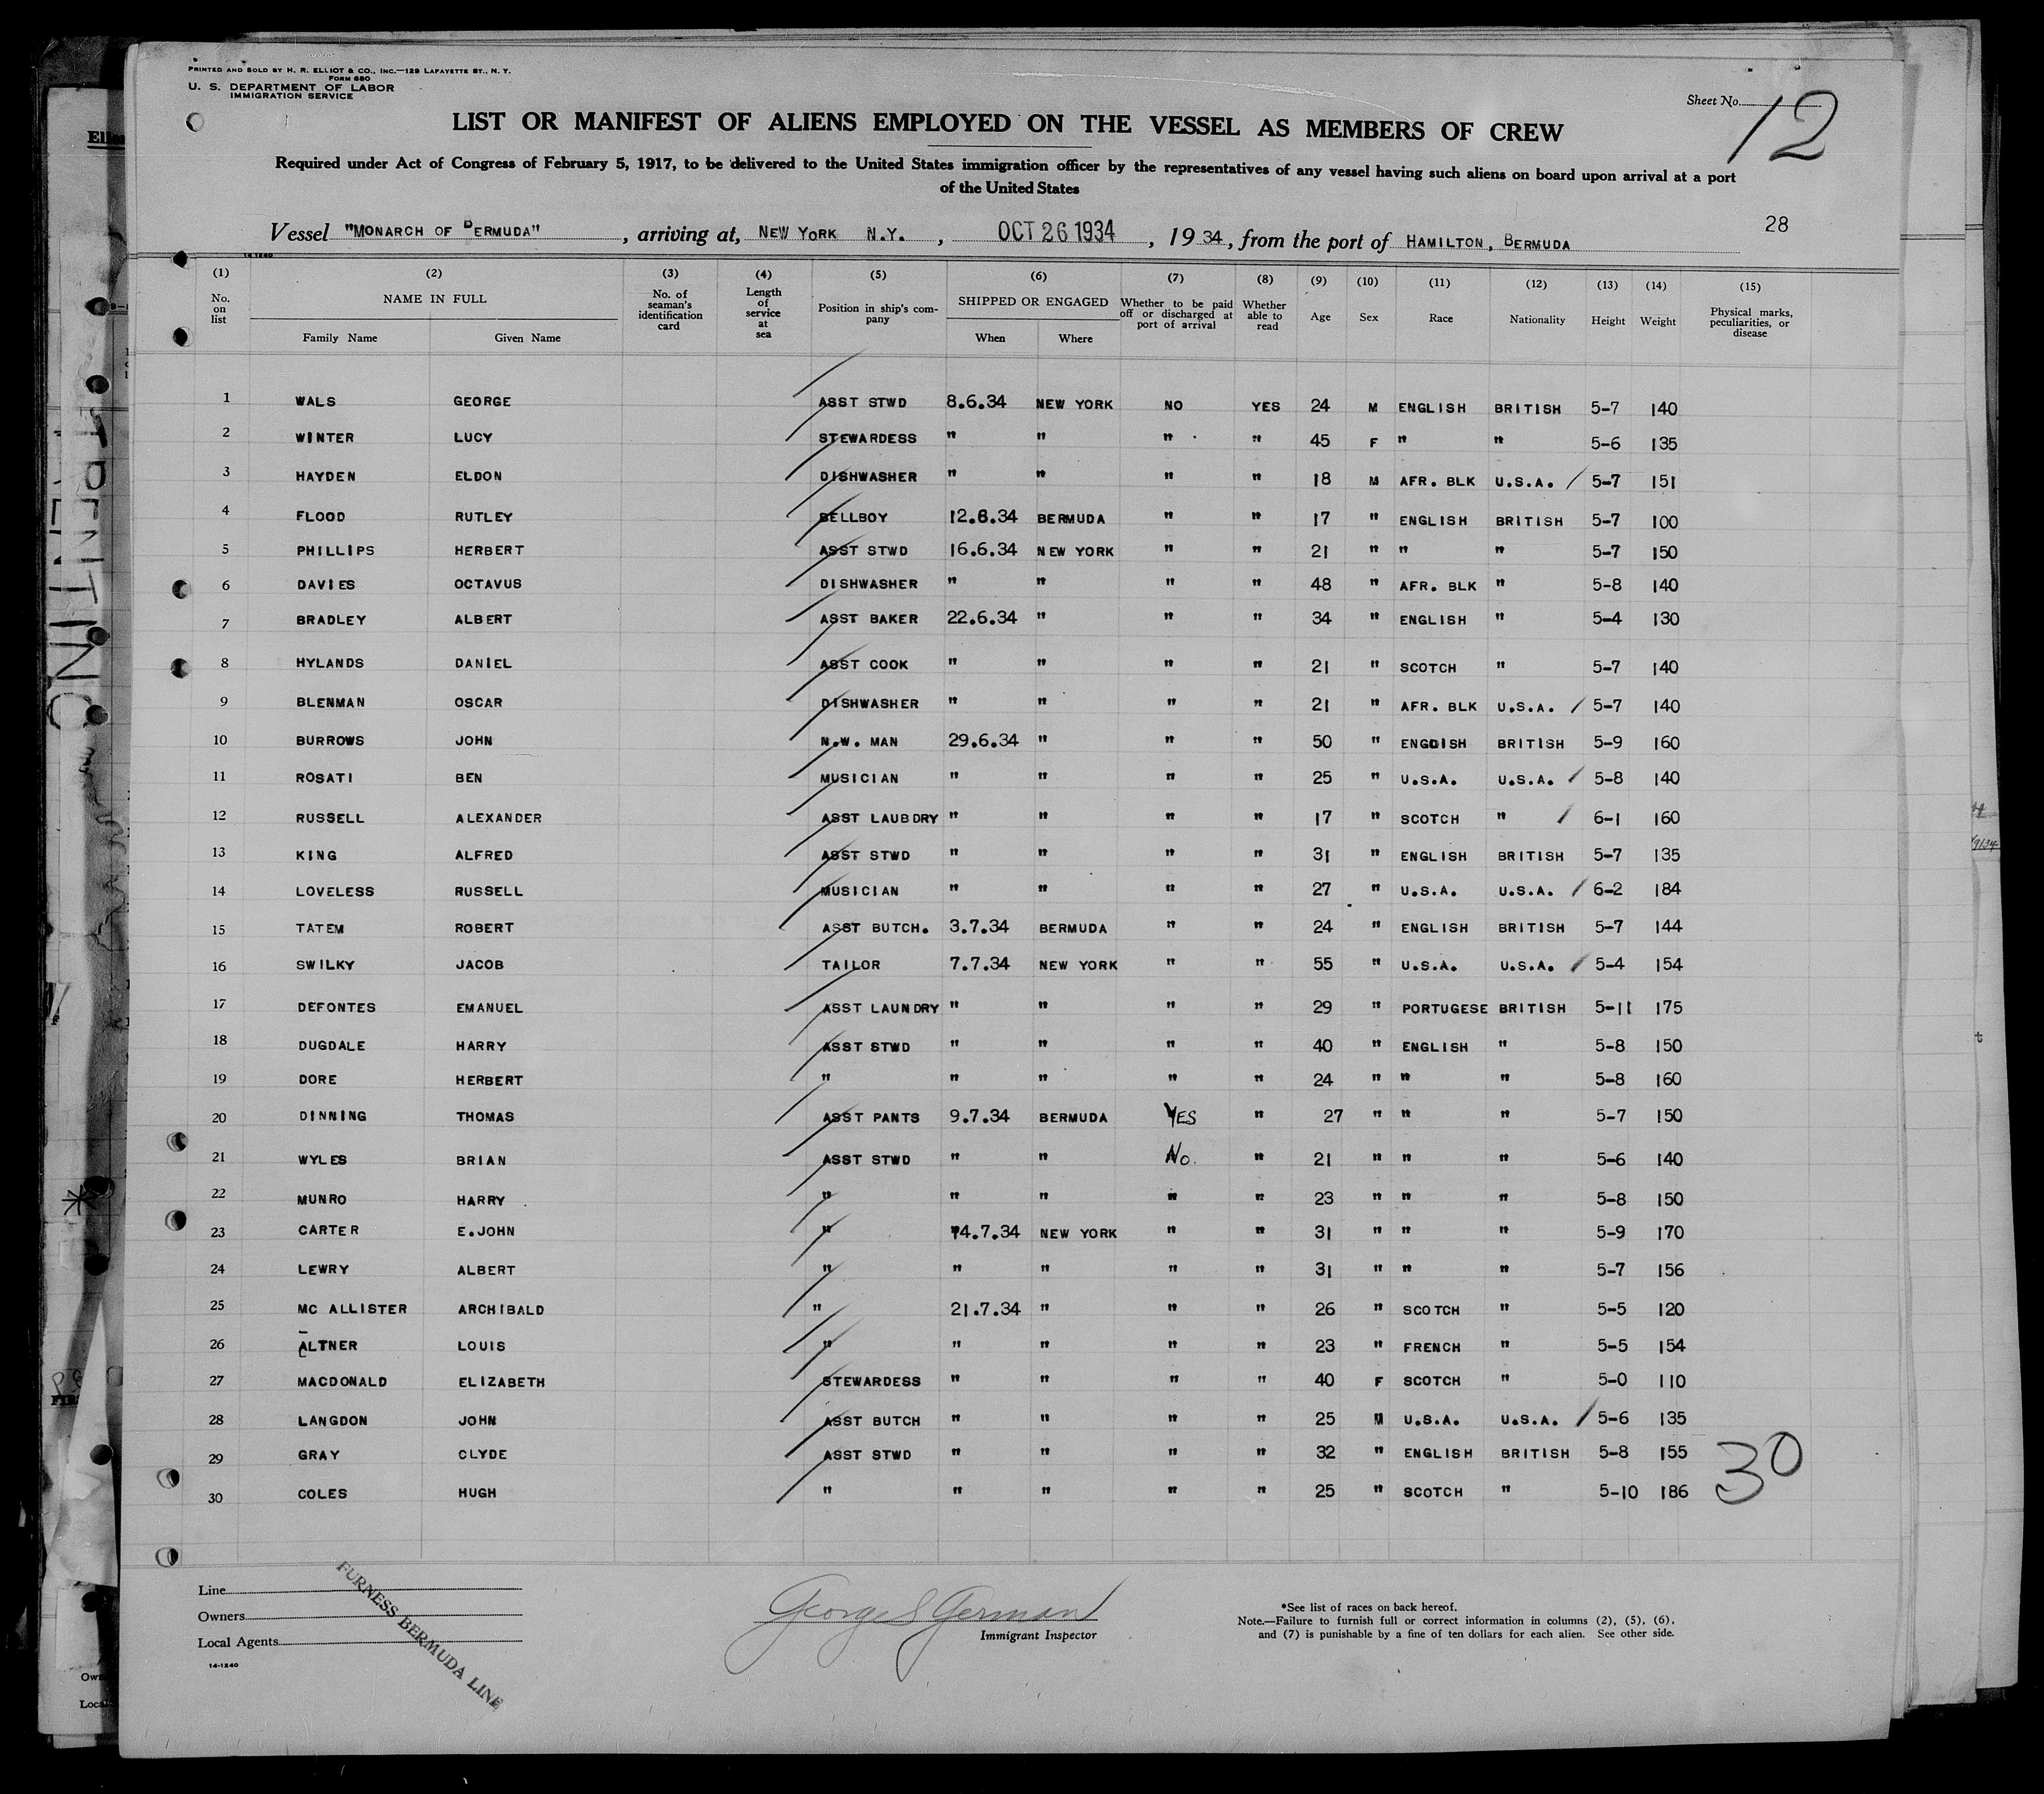 PRINTED AND SOLD BY H. R. ELLIOT & CO., INC.—129 LAFAYETTE ST., N. Y.
FORM 680
U. S. DEPARTMENT OF LABOR
IMMIGRATION SERVICE
Sheet No. 12
LIST OR MANIFEST OF ALIENS EMPLOYED ON THE VESSEL AS MEMBERS OF CREW
Required under Act of Congress of February 5, 1917, to be delivered to the United States immigration officer by the representatives of any vessel having such aliens on board upon arrival at a port
of the United States
28
Vessel "MONARCH OF BERMUDA", arriving at, NEW YORK N.Y., OCT 26 1934, 1934, from the port of HAMILTON, BERMUDA
14-1240
(1) (2) (3) (4) (5) (6) (7) (8) (9) (10) (11) (12) (13) (14) (15)
No. on list NAME IN FULL Family Name Given Name No. of seaman's identification card Length of service at sea Position in ship's company SHIPPED OR ENGAGED When Where Whether to be paid off or discharged at port of arrival Whether able to read Age Sex Race Nationality Height Weight Physical marks, peculiarities, or disease
1 WALS GEORGE ASST STWD 8.6.34 NEW YORK NO YES 24 M ENGLISH BRITISH 5-7 140
2 WINTER LUCY STEWARDESS " " " " 45 F " " 5-6 135
3 HAYDEN ELDON DISHWASHER " " " " 18 M AFR. BLK U.S.A. / 5-7 151
4 FLOOD RUTLEY BELLBOY 12.6.34 BERMUDA " " 17 " ENGLISH BRITISH 5-7 100
5 PHILLIPS HERBERT ASST STWD 16.6.34 NEW YORK " " 21 " " " 5-7 150
6 DAVIES OCTAVUS DISHWASHER " " " " 48 " AFR. BLK " 5-8 140
7 BRADLEY ALBERT ASST BAKER 22.6.34 " " " 34 " ENGLISH " 5-4 130
8 HYLANDS DANIEL ASST COOK " " " " 21 " SCOTCH " 5-7 140
9 BLENMAN OSCAR DISHWASHER " " " " 21 " AFR. BLK U.S.A. / 5-7 140
10 BURROWS JOHN N.W. MAN 29.6.34 " " " 50 " ENGOISH BRITISH 5-9 160
11 ROSATI BEN MUSICIAN " " " " 25 " U.S.A. U.S.A. / 5-8 140
12 RUSSELL ALEXANDER ASST LAUBDRY " " " " 17 " SCOTCH " / 6-1 160
13 KING ALFRED ASST STWD " " " " 31 " ENGLISH BRITISH 5-7 135
14 LOVELESS RUSSELL MUSICIAN " " " " 27 " U.S.A. U.S.A. / 6-2 184
15 TATEM ROBERT ASST BUTCH. 3.7.34 BERMUDA " " 24 " ENGLISH BRITISH 5-7 144
16 SWILKY JACOB TAILOR 7.7.34 NEW YORK " " 55 " U.S.A. U.S.A. / 5-4 154
17 DEFONTES EMANUEL ASST LAUNDRY " " " " 29 " PORTUGESE BRITISH 5-11 175
18 DUGDALE HARRY ASST STWD " " " " 40 " ENGLISH " 5-8 150
19 DORE HERBERT " " " " " 24 " " " 5-8 160
20 DINNING THOMAS ASST PANTS 9.7.34 BERMUDA YES " 27 " " " 5-7 150
21 WYLES BRIAN ASST STWD " " No. " 21 " " " 5-6 140
22 MUNRO HARRY " " " " " 23 " " " 5-8 150
23 CARTER E.JOHN " 14.7.34 NEW YORK " " 31 " " " 5-9 170
24 LEWRY ALBERT " " " " " 31 " " " 5-7 156
25 MC ALLISTER ARCHIBALD " 21.7.34 " " " 26 " SCOTCH " 5-5 120
26 ALTNER LOUIS " " " " " 23 " FRENCH " 5-5 154
27 MACDONALD ELIZABETH STEWARDESS " " " " 40 F SCOTCH " 5-0 110
28 LANGDON JOHN ASST BUTCH " " " " 25 M U.S.A. U.S.A. / 5-6 135
29 GRAY CLYDE ASST STWD " " " " 32 " ENGLISH BRITISH 5-8 155
30 COLES HUGH " " " " " 25 " SCOTCH " 5-10 186
30
Line
Owners
Local Agents
14-1240
FURNESS BERMUDA LINE
George S German
Immigrant Inspector
*See list of races on back hereof.
Note.—Failure to furnish full or correct information in columns (2), (5), (6),
and (7) is punishable by a fine of ten dollars for each alien. See other side.